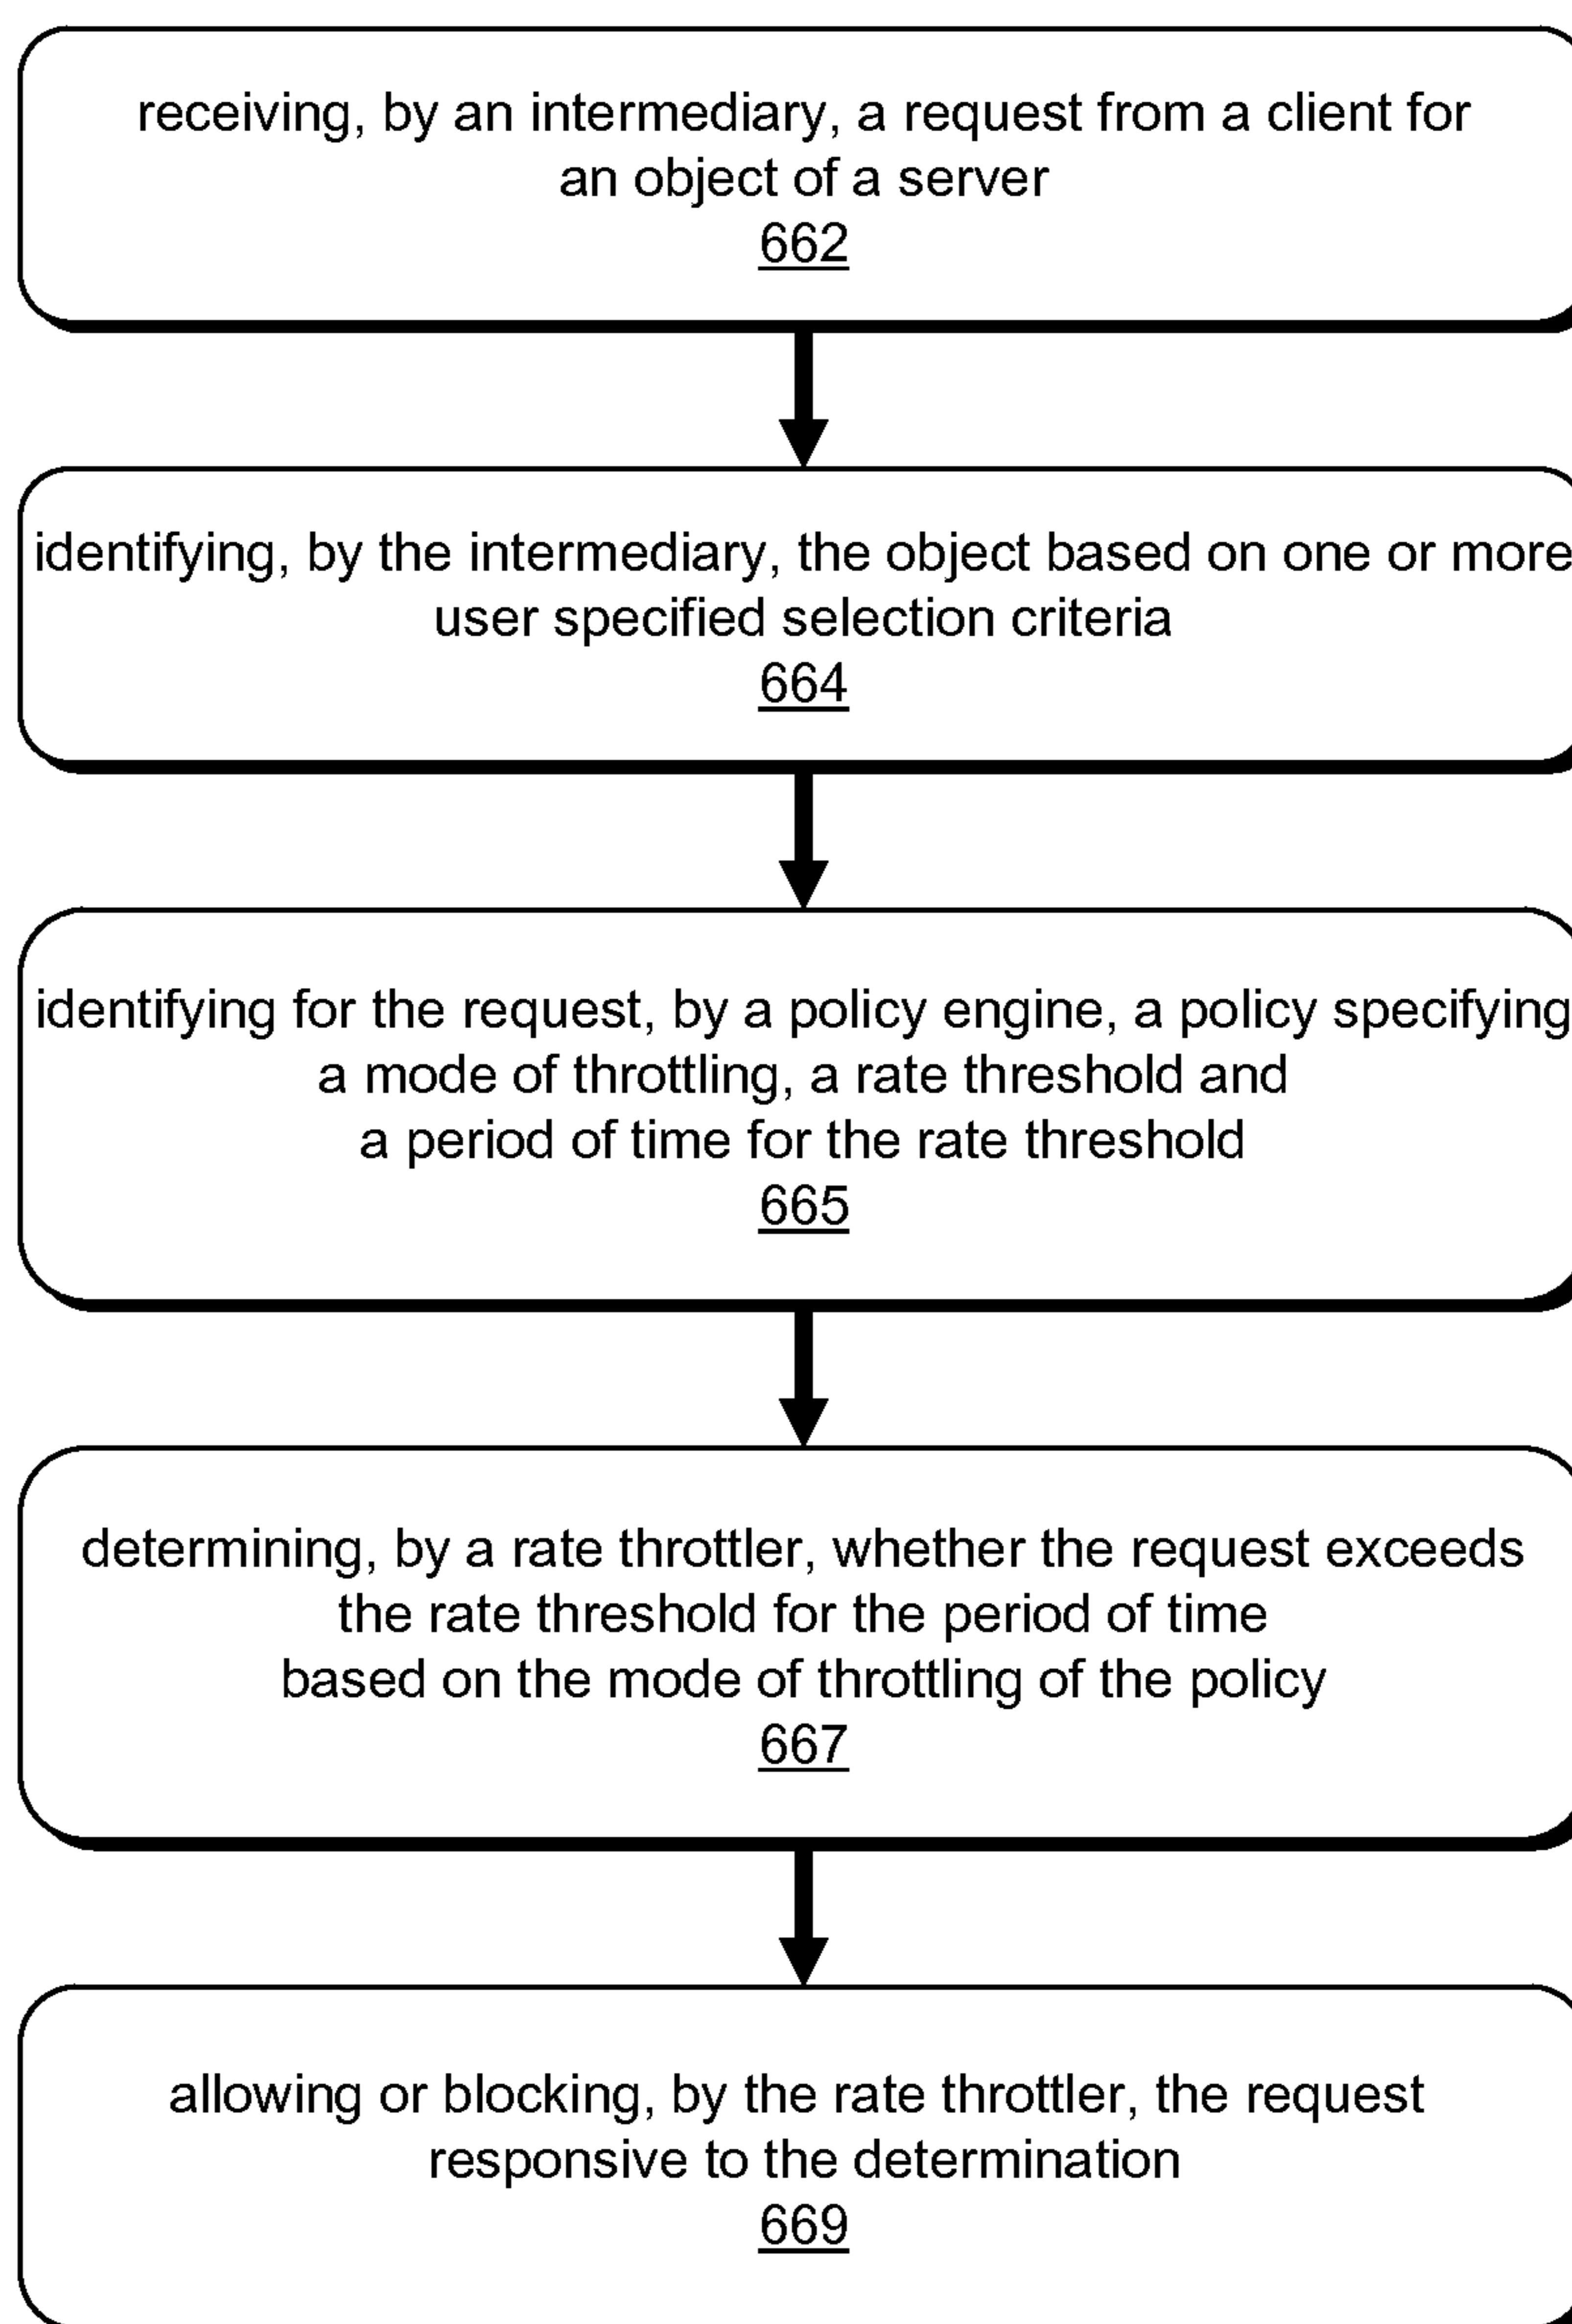 receiving, by an intermediary, a request from a client for
an object of a server
662
identifying, by the intermediary, the object based on one or more
user specified selection criteria
664
identifying for the request, by a policy engine, a policy specifying
a mode of throttling, a rate threshold and
a period of time for the rate threshold
665
determining, by a rate throttler, whether the request exceeds
the rate threshold for the period of time
based on the mode of throttling of the policy
667
allowing or blocking, by the rate throttler, the request
responsive to the determination
669